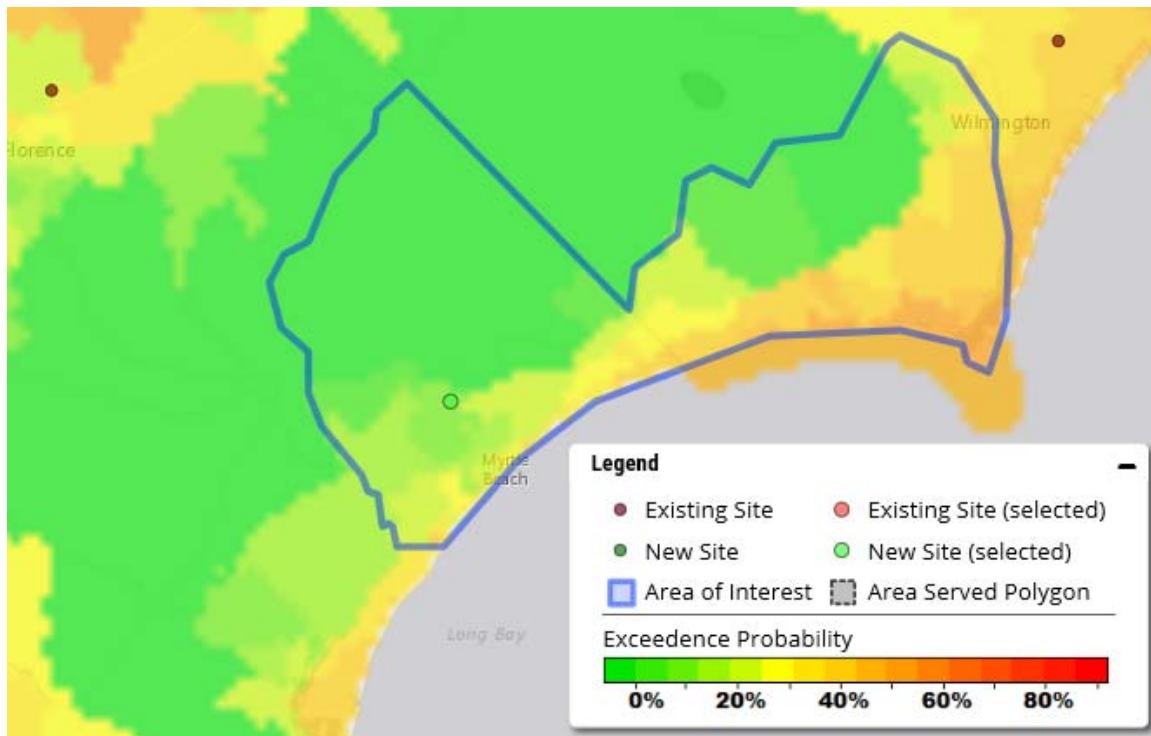 Wilmington
Florence
Myrtle
Beach
Long Bay
Legend
Existing Site
Existing Site (selected)
New Site
New Site (selected)
Area of Interest
Area Served Polygon
Exceedence Probability
0% 20% 40% 60% 80%